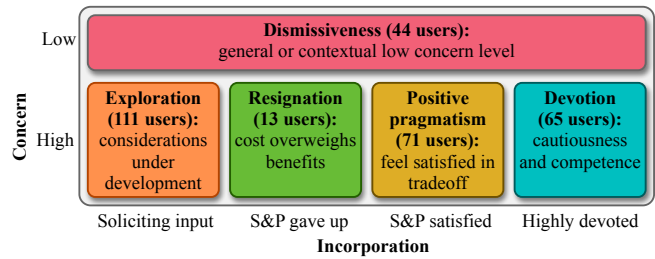 Concern
Low
High
Dismissiveness (44 users):
general or contextual low concern level
Exploration
(111 users):
considerations
under
development
Resignation
(13 users):
cost overweighs
benefits
Positive
pragmatism
(71 users):
feel satisfied in
tradeoff
Devotion
(65 users):
cautiousness
and competence
Soliciting input
S&P gave up
S&P satisfied
Highly devoted
Incorporation